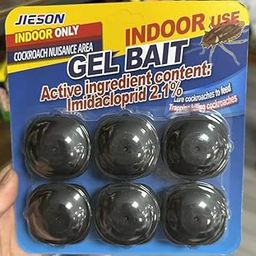 JIESON
INDOOR ONLY
INDOOR USE
COCKROACH NUISANCE AREA
GEL BAIT
Active ingredient content:
Imidacloprid 2.1%
Lure cockroaches to feed
Trapping killing cockroaches